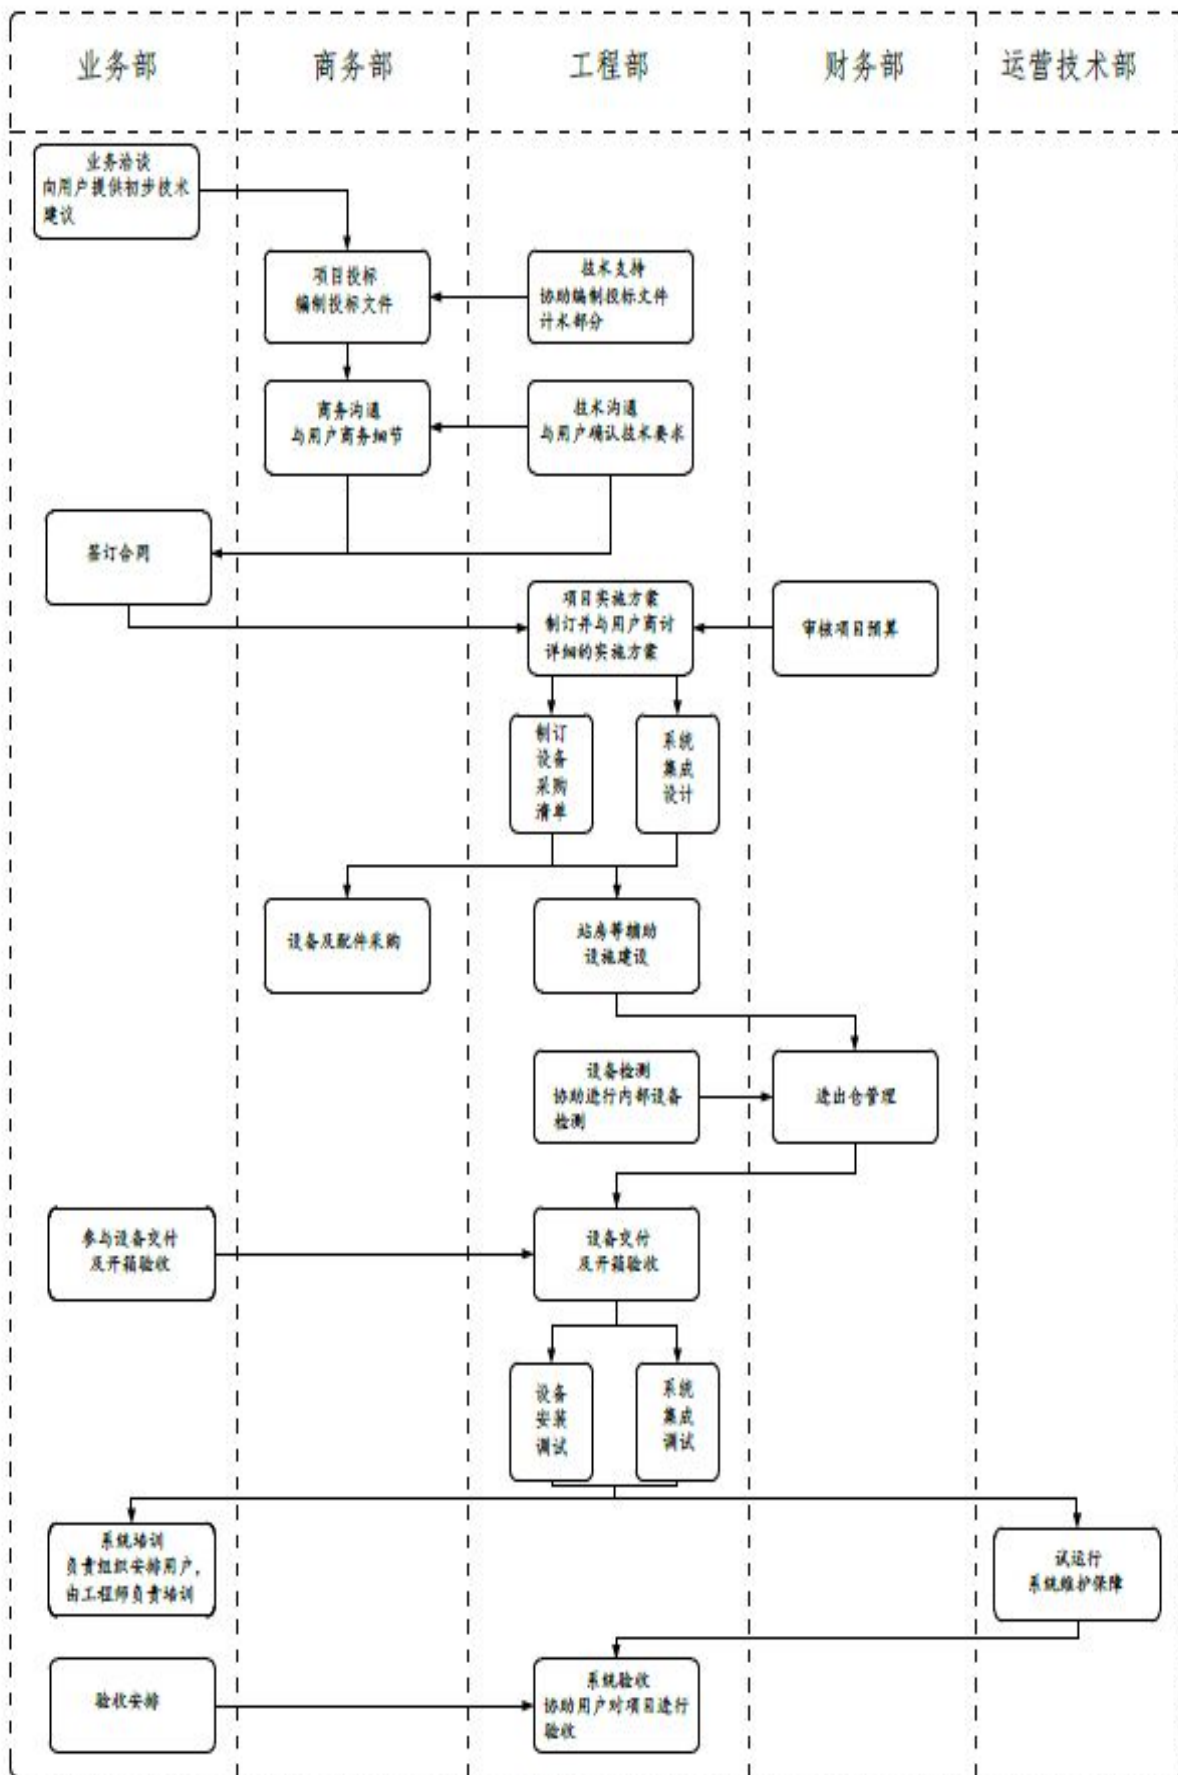 业务部
商务部
工程部
财务部
运营技术部
业务洽谈
向用户提供初步技术
建议
项目投标
编制投标文件
技术支持
协助编制投标文件
计术部分
商务沟通
与用户商务细节
技术沟通
与用户确认技术要求
签订合同
项目实施方案
制订并与用户商讨
详细的实施方案
审核项目预算
制订
设备
采购
清单
系统
集成
设计
设备及配件采购
站房等辅助
设施建设
设备检测
协助进行内部设备
检测
进出仓管理
参与设备交付
及开箱验收
设备交付
及开箱验收
设备
安装
调试
系统
集成
调试
系统培训
负责组织安排用户，
由工程师负责培训
试运行
系统维护保障
验收安排
系统验收
协助用户对项目进行
验收